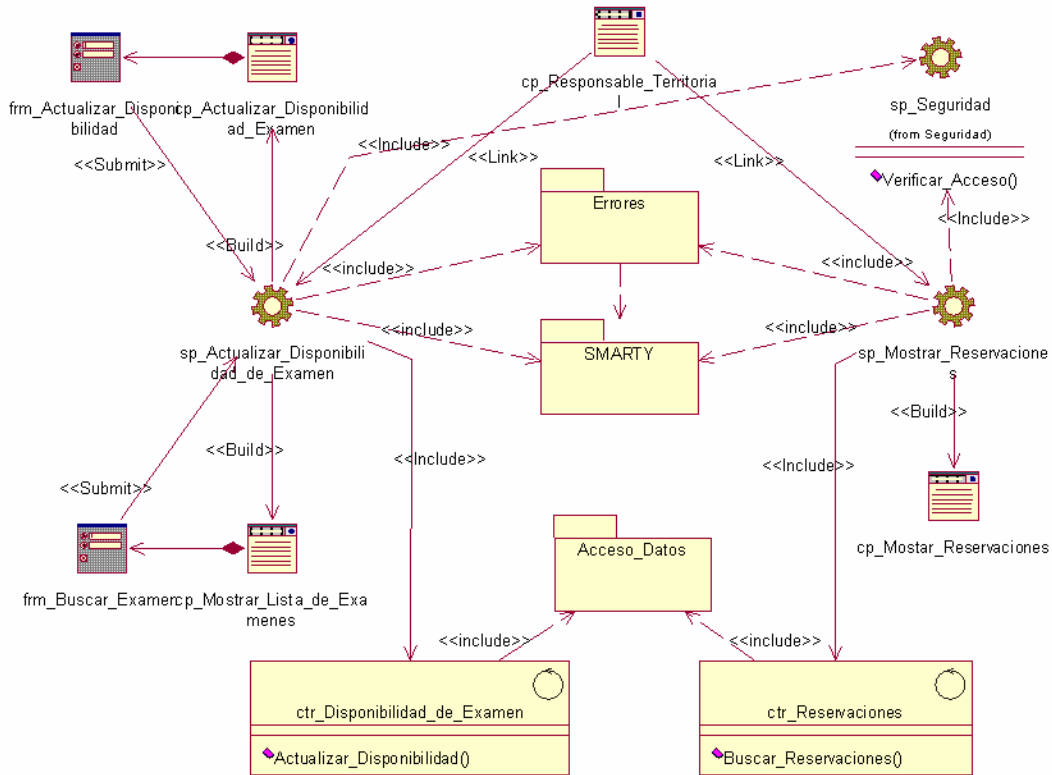 cp_Responsable_Territoria
l
frm_Actualizar_Disponi
bilidad
cp_Actualizar_Disponibilid
ad_Examen
sp_Seguridad
(from Seguridad)
Verificar_Acceso()
<<Include>>
<<Submit>>
<<Link>>
<<Link>>
<<Include>>
Errores
<<Build>>
<<include>>
<<include>>
<<include>>
<<include>>
sp_Actualizar_Disponibili
dad_de_Examen
SMARTY
sp_Mostrar_Reservacione
s
<<Build>>
<<Build>>
<<Include>>
<<Include>>
<<Submit>>
cp_Mostar_Reservaciones
Acceso_Datos
frm_Buscar_Examen
cp_Mostrar_Lista_de_Exa
menes
<<include>>
<<include>>
ctr_Disponibilidad_de_Examen
Actualizar_Disponibilidad()
ctr_Reservaciones
Buscar_Reservaciones()